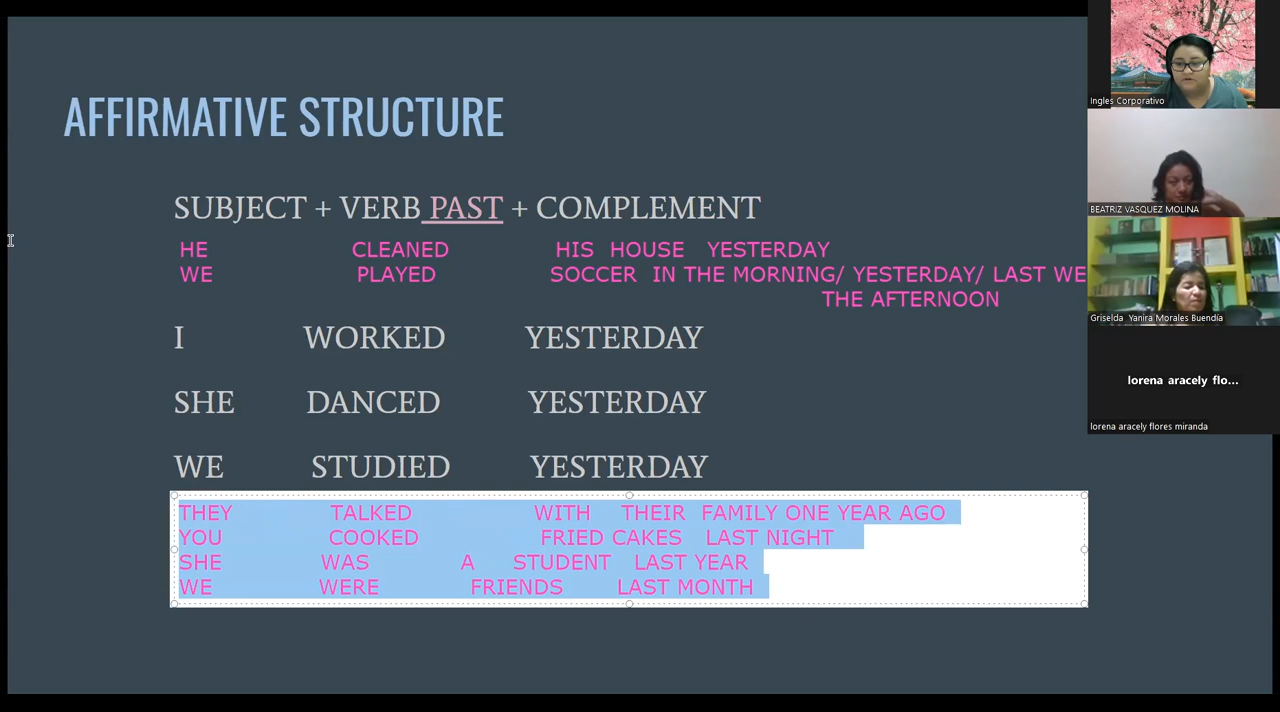 AFFIRMATIVE STRUCTURE
SUBJECT + VERB PAST + COMPLEMENT
HE CLEANED HIS HOUSE YESTERDAY
WE PLAYED SOCCER IN THE MORNING/ YESTERDAY/ LAST WE
THE AFTERNOON
I WORKED YESTERDAY
SHE DANCED YESTERDAY
WE STUDIED YESTERDAY
THEY TALKED WITH THEIR FAMILY ONE YEAR AGO
YOU COOKED FRIED CAKES LAST NIGHT
SHE WAS A STUDENT LAST YEAR
WE WERE FRIENDS LAST MONTH
Ingles Corporativo
BEATRIZ VASQUEZ MOLINA
Griselda Yanira Morales Buendía
lorena aracely flo...
lorena aracely flores miranda